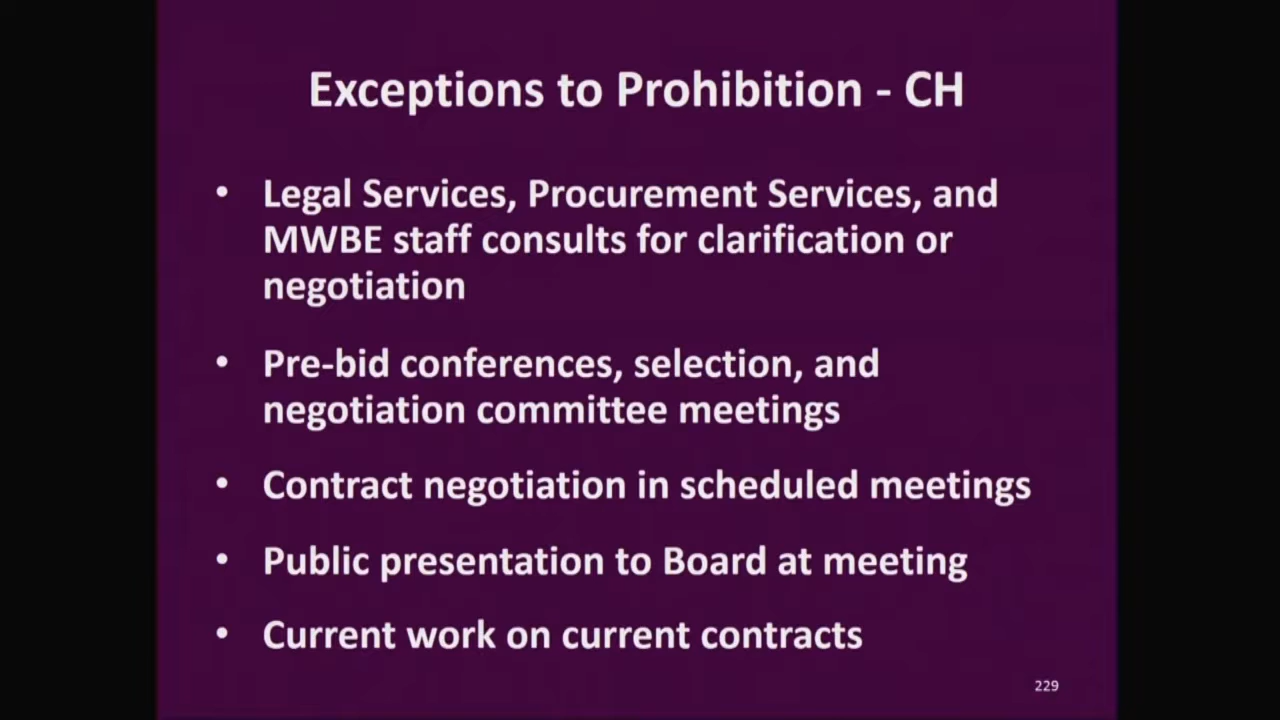 Exceptions to Prohibition - CH
• Legal Services, Procurement Services, and
MWBE staff consults for clarification or
negotiation
• Pre-bid conferences, selection, and
negotiation committee meetings
• Contract negotiation in scheduled meetings
• Public presentation to Board at meeting
• Current work on current contracts
229